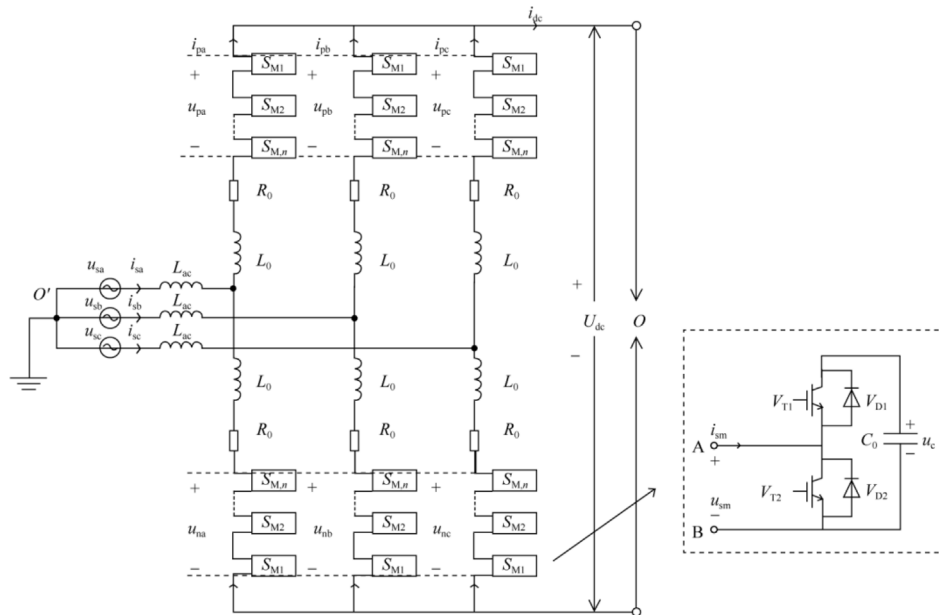 i_dc
i_pa i_pb i_pc
+ S_M1 + S_M1 + S_M1
u_pa S_M2 u_pb S_M2 u_pc S_M2
− S_M,n − S_M,n − S_M,n
R_0 R_0 R_0
L_0 L_0 L_0
u_sa i_sa L_ac
O′ u_sb i_sb L_ac
u_sc i_sc L_ac
+
U_dc O
−
L_0 L_0 L_0
R_0 R_0 R_0
+ S_M,n + S_M,n + S_M,n
u_na S_M2 u_nb S_M2 u_nc S_M2
− S_M1 − S_M1 − S_M1
V_T1 V_D1
i_sm C_0 + u_c −
A +
u_sm V_T2 V_D2
− B